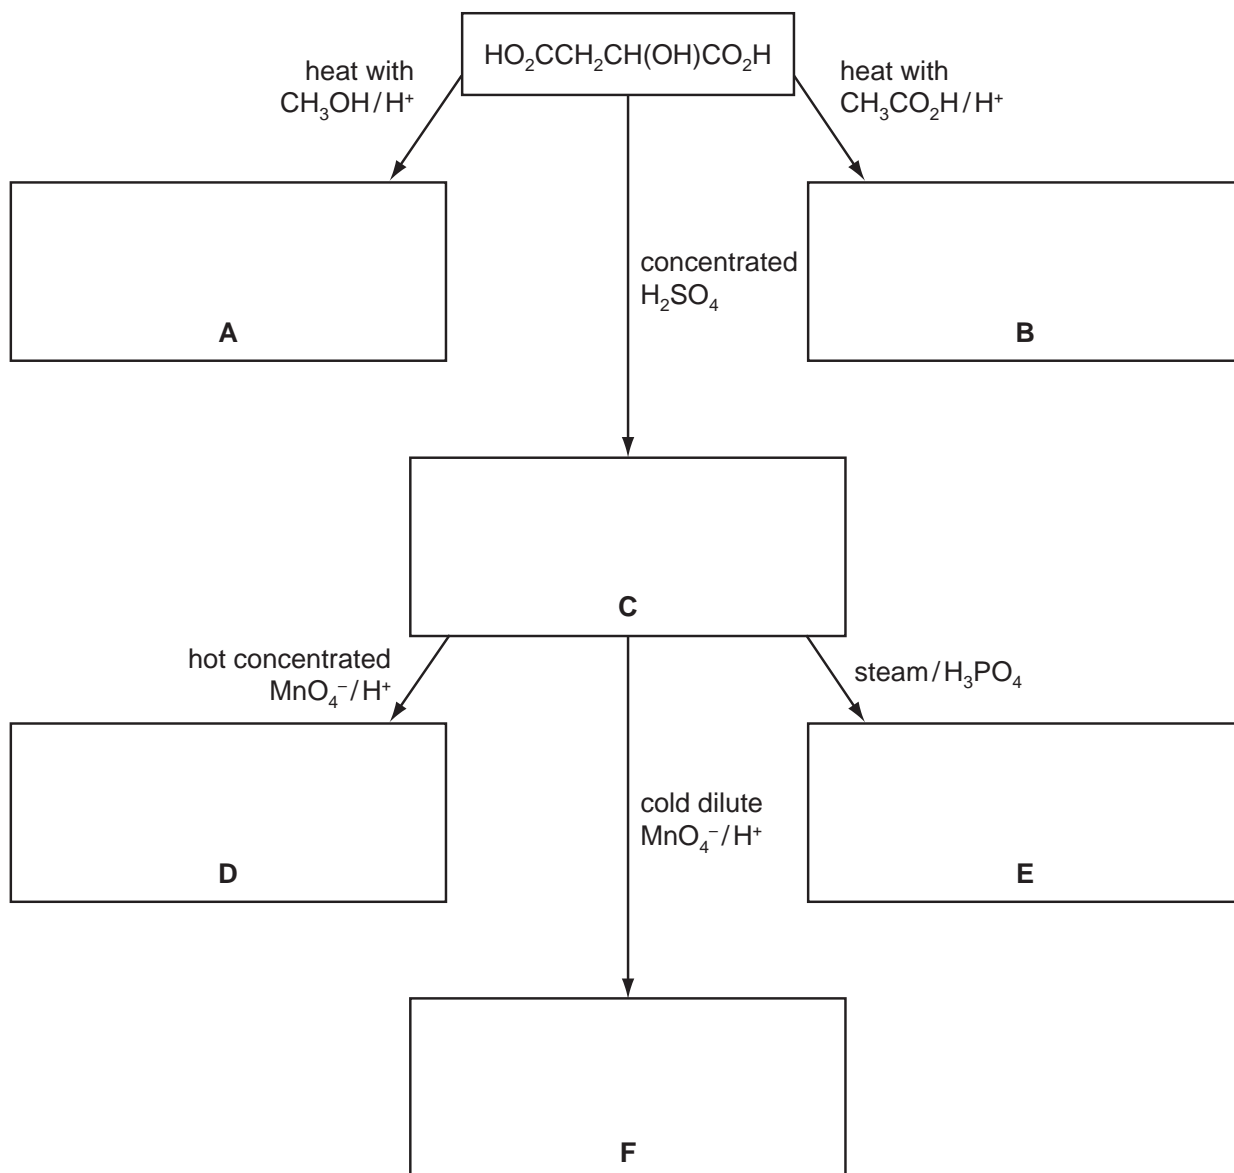 HO₂CCH₂CH(OH)CO₂H
heat with
CH₃OH/H⁺
heat with
CH₃CO₂H/H⁺
A
concentrated
H₂SO₄
B
C
hot concentrated
MnO₄⁻/H⁺
steam/H₃PO₄
cold dilute
MnO₄⁻/H⁺
D
E
F